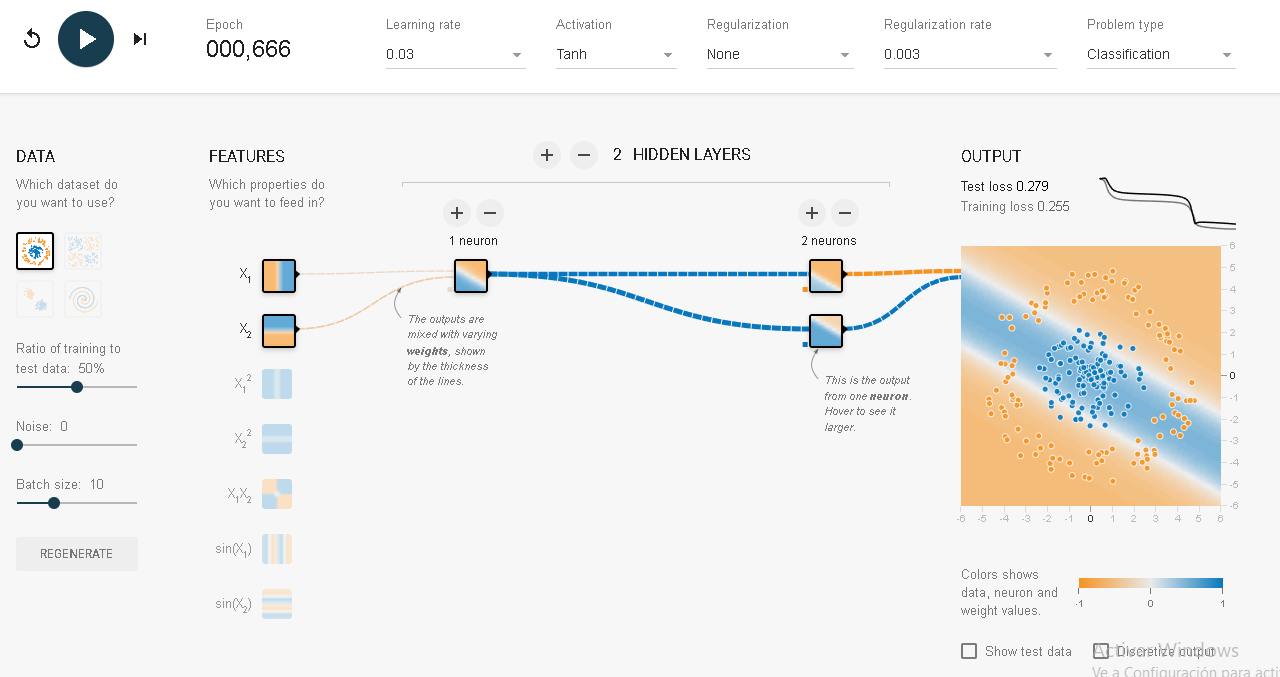 Epoch
000,666
Learning rate
0.03
Activation
Tanh
Regularization
None
Regularization rate
0.003
Problem type
Classification
DATA
Which dataset do
you want to use?
Ratio of training to
test data: 50%
Noise: 0
Batch size: 10
REGENERATE
FEATURES
Which properties do
you want to feed in?
X1
X2
X1²
X2²
X1X2
sin(X1)
sin(X2)
2 HIDDEN LAYERS
1 neuron
2 neurons
The outputs are
mixed with varying
weights, shown
by the thickness
of the lines.
This is the output
from one neuron.
Hover to see it
larger.
OUTPUT
Test loss 0.279
Training loss 0.255
6
5
4
3
2
1
0
-1
-2
-3
-4
-5
-6
-6 -5 -4 -3 -2 -1 0 1 2 3 4 5 6
Colors shows
data, neuron and
weight values.
-1 0 1
Show test data
Discretize output
Activar Windows
Ve a Configuración para acti